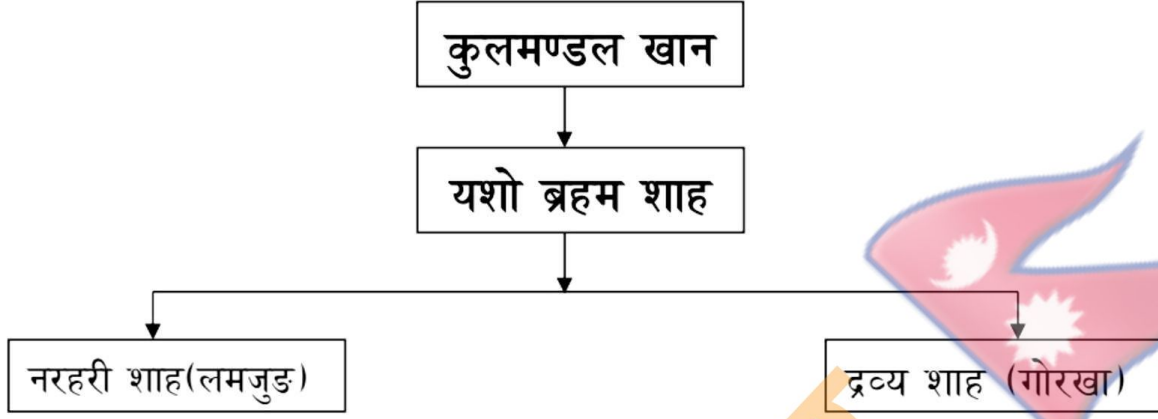 कुलमण्डल खान
यशो ब्रहम शाह
नरहरी शाह(लमजुङ)
द्रव्य शाह (गोरखा)